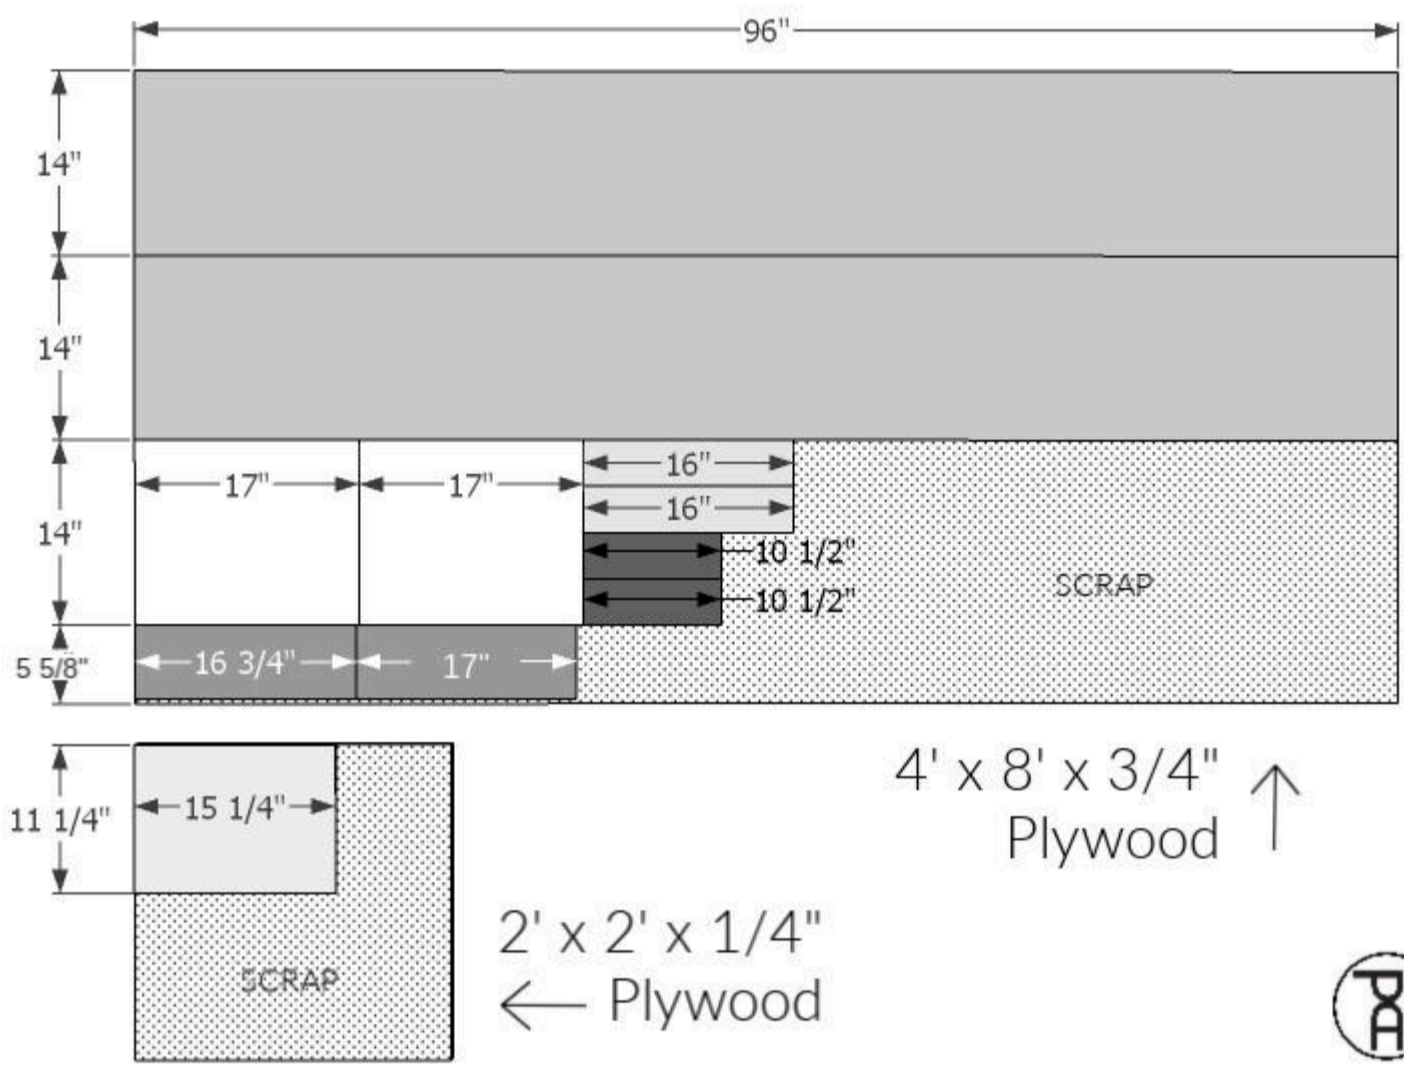 96"
14"
14"
14"
17" 17" 16"
16"
10 1/2"
10 1/2"
SCRAP
5 5/8"
16 3/4" 17"
11 1/4"
15 1/4"
SCRAP
4' x 8' x 3/4"
Plywood
2' x 2' x 1/4"
Plywood